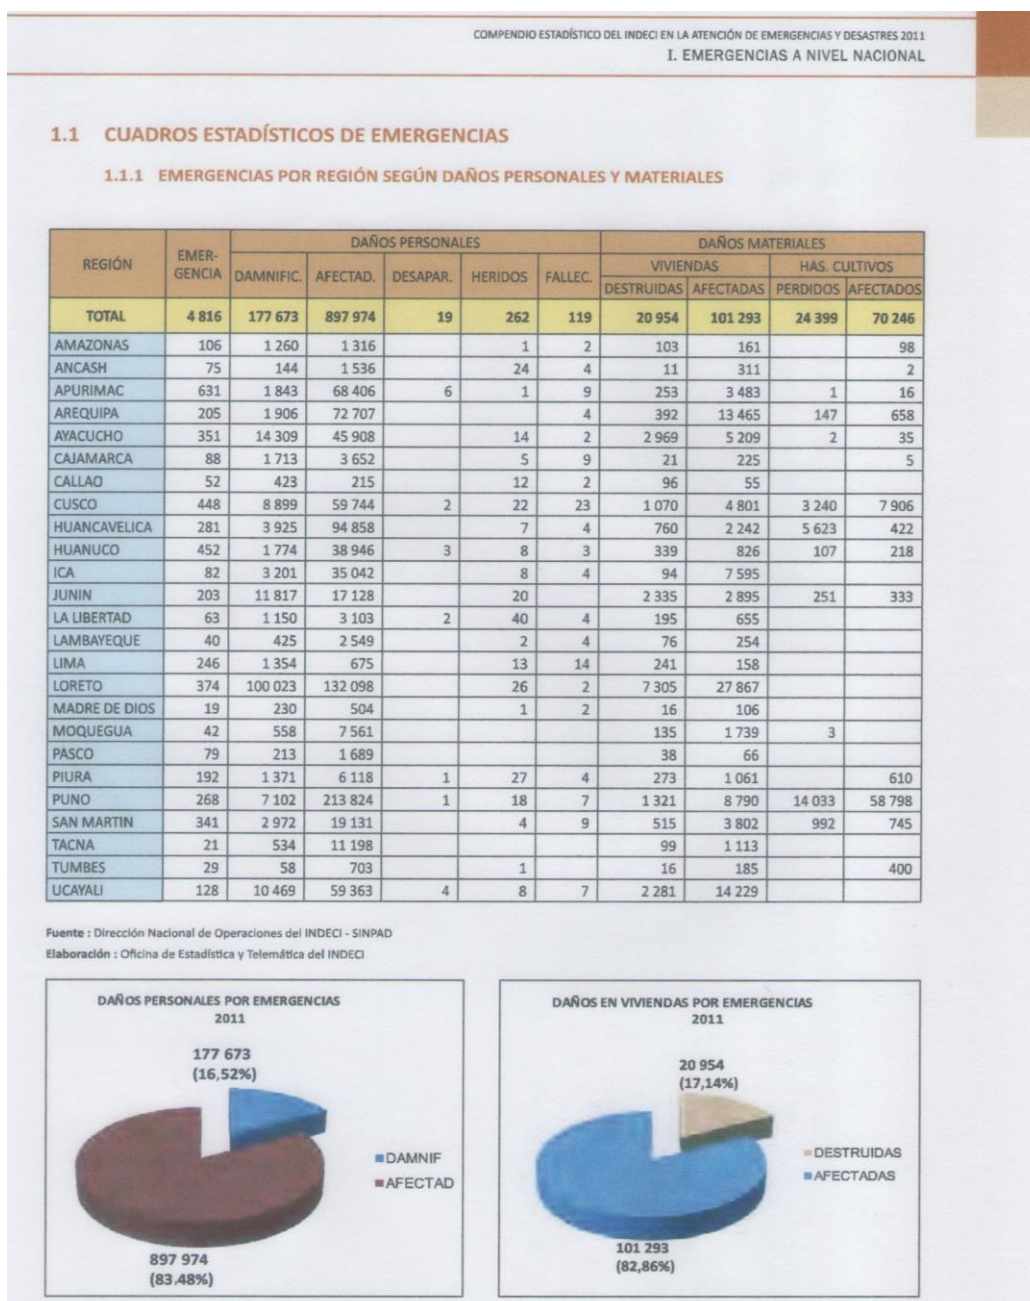 COMPENDIO ESTADÍSTICO DEL INDECI EN LA ATENCIÓN DE EMERGENCIAS Y DESASTRES 2011
I. EMERGENCIAS A NIVEL NACIONAL
1.1 CUADROS ESTADÍSTICOS DE EMERGENCIAS
1.1.1 EMERGENCIAS POR REGIÓN SEGÚN DAÑOS PERSONALES Y MATERIALES
REGIÓN EMER- GENCIA DAÑOS PERSONALES DAÑOS MATERIALES
VIVIENDAS HAS. CULTIVOS
DAMNIFIC. AFECTAD. DESAPAR. HERIDOS FALLEC. DESTRUIDAS AFECTADAS PERDIDOS AFECTADOS
TOTAL 4 816 177 673 897 974 19 262 119 20 954 101 293 24 399 70 246
AMAZONAS 106 1 260 1 316 1 2 103 161 98
ANCASH 75 144 1 536 24 4 11 311 2
APURIMAC 631 1 843 68 406 6 1 9 253 3 483 1 16
AREQUIPA 205 1 906 72 707 4 392 13 465 147 658
AYACUCHO 351 14 309 45 908 14 2 2 969 5 209 2 35
CAJAMARCA 88 1 713 3 652 5 9 21 225 5
CALLAO 52 423 215 12 2 96 55
CUSCO 448 8 899 59 744 2 22 23 1 070 4 801 3 240 7 906
HUANCAVELICA 281 3 925 94 858 7 4 760 2 242 5 623 422
HUANUCO 452 1 774 38 946 3 8 3 339 826 107 218
ICA 82 3 201 35 042 8 4 94 7 595
JUNIN 203 11 817 17 128 20 2 335 2 895 251 333
LA LIBERTAD 63 1 150 3 103 2 40 4 195 655
LAMBAYEQUE 40 425 2 549 2 4 76 254
LIMA 246 1 354 675 13 14 241 158
LORETO 374 100 023 132 098 26 2 7 305 27 867
MADRE DE DIOS 19 230 504 1 2 16 106
MOQUEGUA 42 558 7 561 135 1 739 3
PASCO 79 213 1 689 38 66
PIURA 192 1 371 6 118 1 27 4 273 1 061 610
PUNO 268 7 102 213 824 1 18 7 1 321 8 790 14 033 58 798
SAN MARTIN 341 2 972 19 131 4 9 515 3 802 992 745
TACNA 21 534 11 198 99 1 113
TUMBES 29 58 703 1 16 185 400
UCAYALI 128 10 469 59 363 4 8 7 2 281 14 229
Fuente : Dirección Nacional de Operaciones del INDECI - SINPAD
Elaboración : Oficina de Estadística y Telemática del INDECI
DAÑOS PERSONALES POR EMERGENCIAS
2011
177 673
(16,52%)
DAMNIF
AFECTAD
897 974
(83,48%)
DAÑOS EN VIVIENDAS POR EMERGENCIAS
2011
20 954
(17,14%)
DESTRUIDAS
AFECTADAS
101 293
(82,86%)